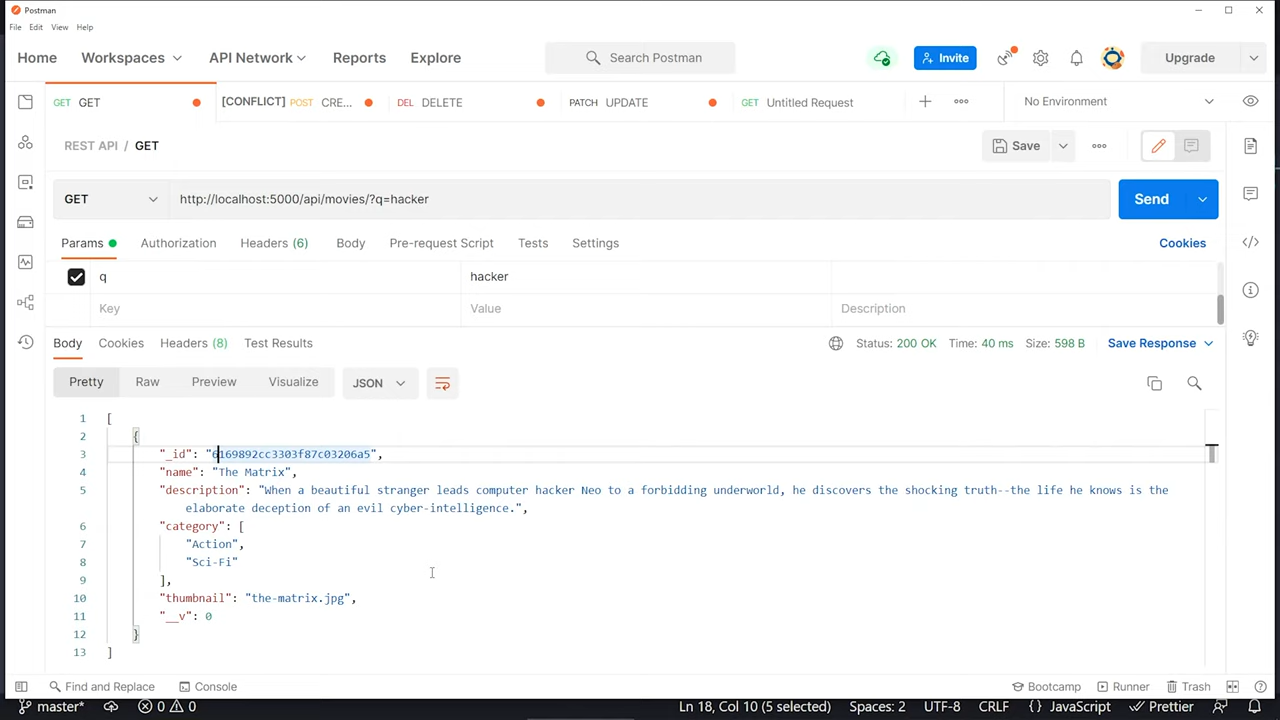 Postman
File Edit View Help
Home Workspaces API Network Reports Explore Search Postman Invite Upgrade
GET GET [CONFLICT] POST CRE... DEL DELETE PATCH UPDATE GET Untitled Request No Environment
REST API / GET Save
GET http://localhost:5000/api/movies/?q=hacker Send
Params Authorization Headers (6) Body Pre-request Script Tests Settings Cookies
q hacker
Key Value Description
Body Cookies Headers (8) Test Results Status: 200 OK Time: 40 ms Size: 598 B Save Response
Pretty Raw Preview Visualize JSON
1 [
2 {
3 "_id": "6169892cc3303f87c03206a5",
4 "name": "The Matrix",
5 "description": "When a beautiful stranger leads computer hacker Neo to a forbidding underworld, he discovers the shocking truth--the life he knows is the
elaborate deception of an evil cyber-intelligence.",
6 "category": [
7 "Action",
8 "Sci-Fi"
9 ],
10 "thumbnail": "the-matrix.jpg",
11 "__v": 0
12 }
13 ]
Find and Replace Console Bootcamp Runner Trash
master* 0 0 Ln 18, Col 10 (5 selected) Spaces: 2 UTF-8 CRLF {} JavaScript Prettier